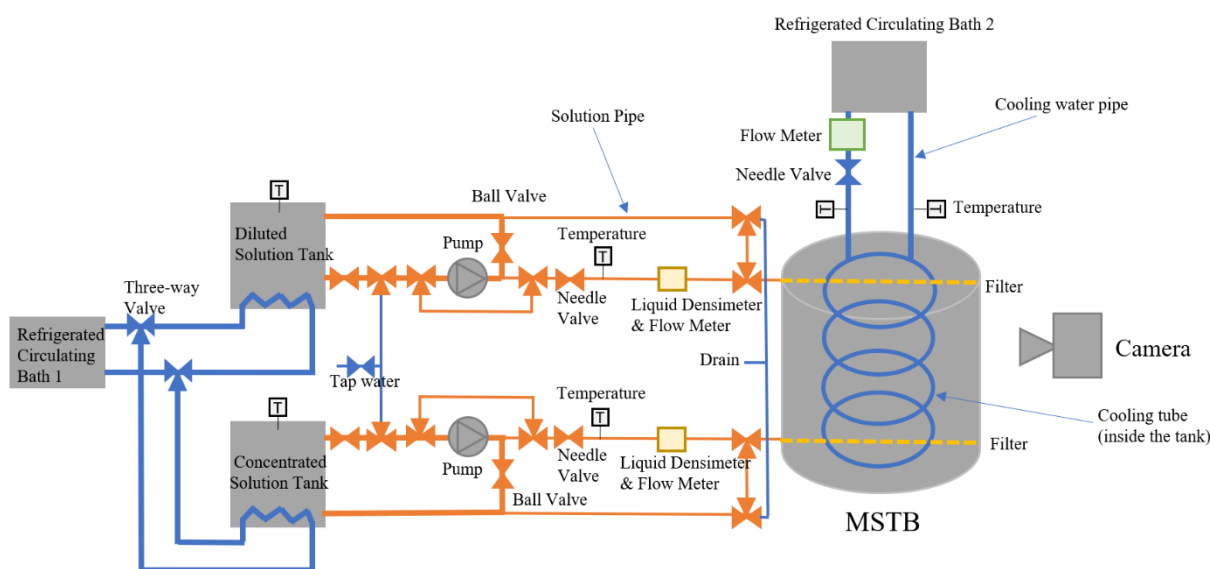 Refrigerated Circulating Bath 2
Cooling water pipe
Solution Pipe
Flow Meter
Needle Valve
T
Ball Valve
T
T
Temperature
Diluted
Solution Tank
Pump
Temperature
T
Three-way
Valve
Needle
Valve
Liquid Densimeter
& Flow Meter
Filter
Refrigerated
Circulating
Bath 1
Drain
Camera
Tap water
Temperature
T
T
Cooling tube
(inside the tank)
Filter
Concentrated
Solution Tank
Pump
Needle
Valve
Liquid Densimeter
& Flow Meter
Ball Valve
MSTB